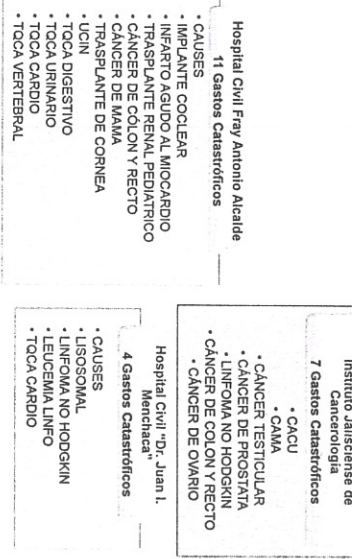 Hospital Civil Fray Antonio Alcalde
11 Gastos Catastróficos
• CAUSES
• IMPLANTE COCLEAR
• INFARTO AGUDO AL MIOCARDIO
• TRASPLANTE RENAL PEDIATRICO
• CÁNCER DE CÓLON Y RECTO
• CÁNCER DE MAMA
• TRASPLANTE DE CORNEA
• UCIN
• TQCA DIGESTIVO
• TQCA URINARIO
• TQCA CARDIO
• TQCA VERTEBRAL
Instituto Jalisciense de
Cancerología
7 Gastos Catastróficos
• CACU
• CAMA
• CÁNCER TESTICULAR
• CÁNCER DE PROSTATA
• LINFOMA NO HODGKIN
• CÁNCER DE COLON Y RECTO
• CÁNCER DE OVARIO
Hospital Civil "Dr. Juan I.
Menchaca"
4 Gastos Catastróficos
• CAUSES
• LISOSOMAL
• LINFOMA NO HODGKIN
• LEUCEMIA LINFO
• TQCA CARDIO